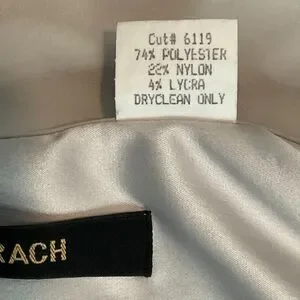 Cut# 6119
74% POLYESTER
22% NYLON
4% LYCRA
DRYCLEAN ONLY
RACH